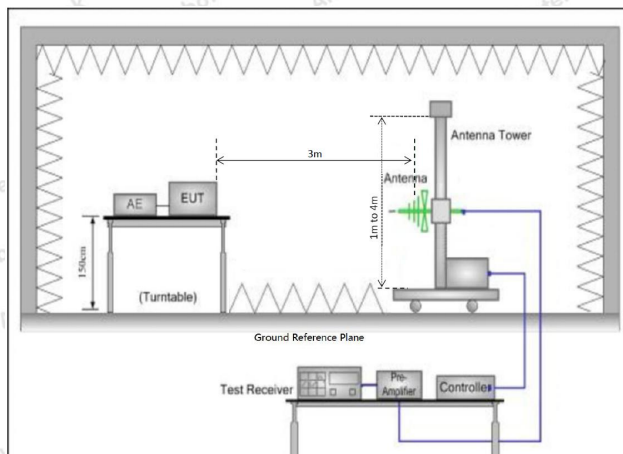 3m
Antenna Tower
Antenna
1m to 4m
AE
EUT
150cm
(Turntable)
Ground Reference Plane
Test Receiver
Pre-
Amplifier
Controller